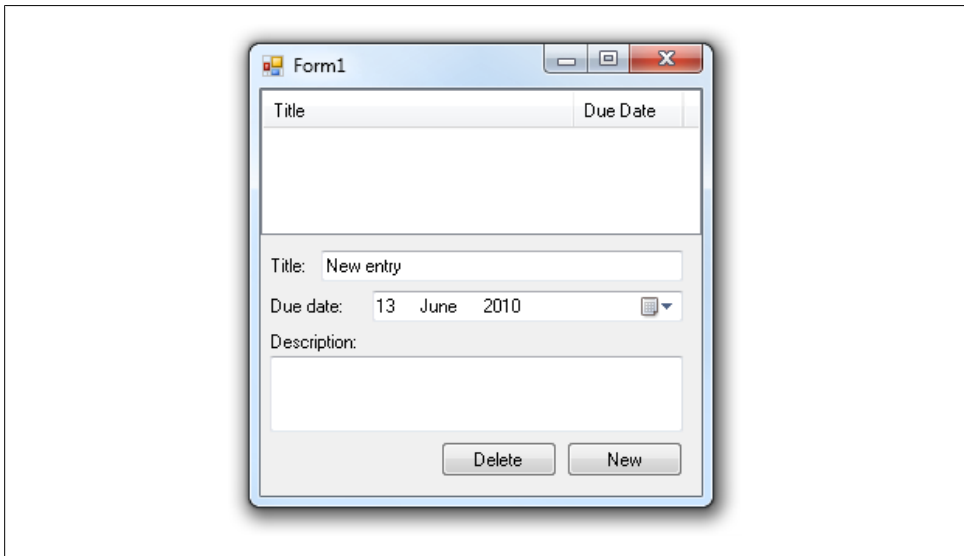 Form1
Title Due Date
Title: New entry
Due date: 13 June 2010
Description:
Delete New